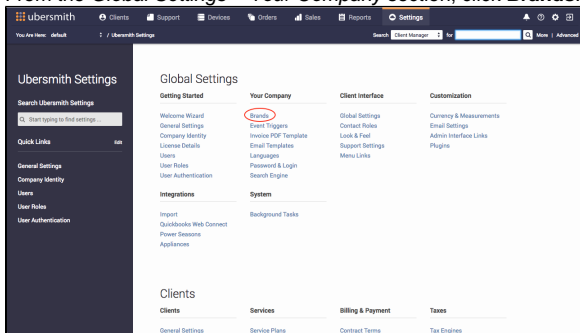 From the Global Settings - Your Company section, click Brands.
ubersmith Clients Support Devices Orders Sales Reports Settings
You Are Here: default / Ubersmith Settings Search Client Manager for More | Advanced
Ubersmith Settings
Search Ubersmith Settings
Start typing to find settings ...
Quick Links
General Settings
Company Identity
Users
User Roles
User Authentication
Global Settings
Getting Started
Welcome Wizard
General Settings
Company Identity
License Details
Users
User Roles
User Authentication
Your Company
Brands
Event Triggers
Invoice PDF Template
Email Templates
Languages
Password & Login
Search Engine
Client Interface
Global Settings
Contact Roles
Look & Feel
Support Settings
Menu Links
Customization
Currency & Measurements
Email Settings
Admin Interface Links
Plugins
Integrations
Import
Quickbooks Web Connect
Power Seasons
Appliances
System
Background Tasks
Clients
Clients
General Settings
Services
Service Plans
Billing & Payment
Contract Terms
Taxes
Tax Engines